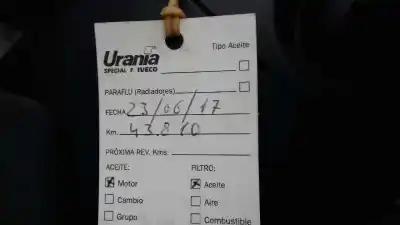 Urania
Tipo Aceite
SPECIAL F. IVECO
PARAFLU (Radiadores)
FECHA 23/06/17
Km. 43.810
PRÓXIMA REV. Kms.
ACEITE: FILTRO:
Motor Aceite
Cambio Aire
Grupo Combustible